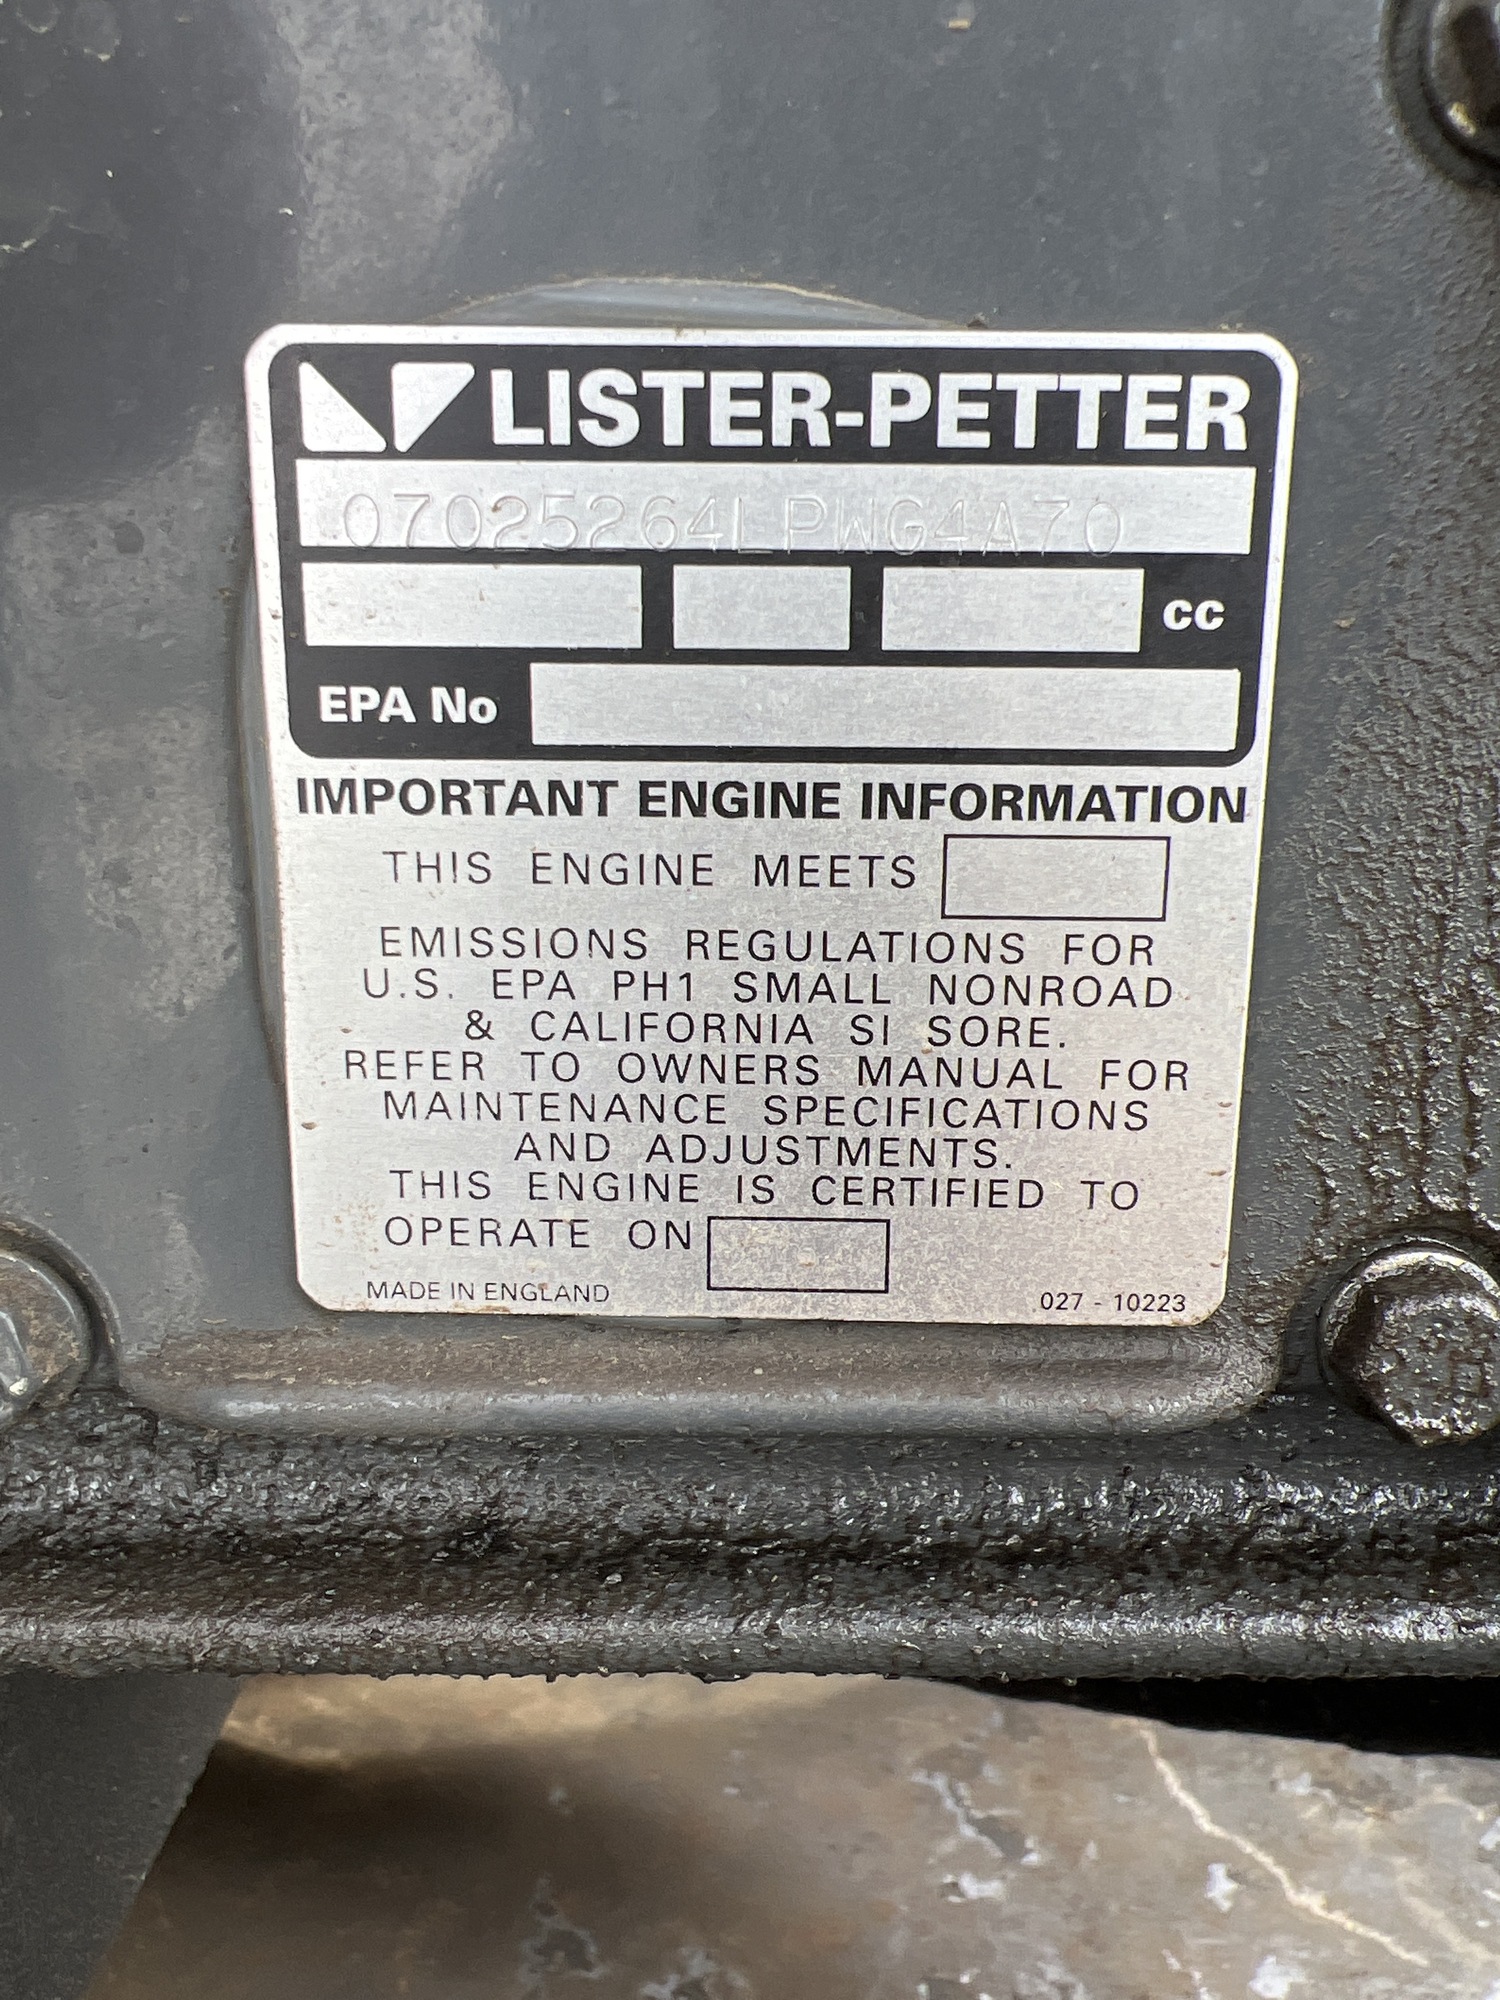 LISTER-PETTER
07025264LPWG4A70
cc
EPA No
IMPORTANT ENGINE INFORMATION
THIS ENGINE MEETS
EMISSIONS REGULATIONS FOR
U.S. EPA PH1 SMALL NONROAD
& CALIFORNIA SI SORE.
REFER TO OWNERS MANUAL FOR
MAINTENANCE SPECIFICATIONS
AND ADJUSTMENTS.
THIS ENGINE IS CERTIFIED TO
OPERATE ON
MADE IN ENGLAND
027 - 10223